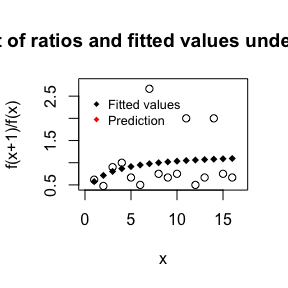 t of ratios and fitted values unde
f(x+1)/f(x)
2.5
1.5
0.5
Fitted values
Prediction
0 5 10 15
x